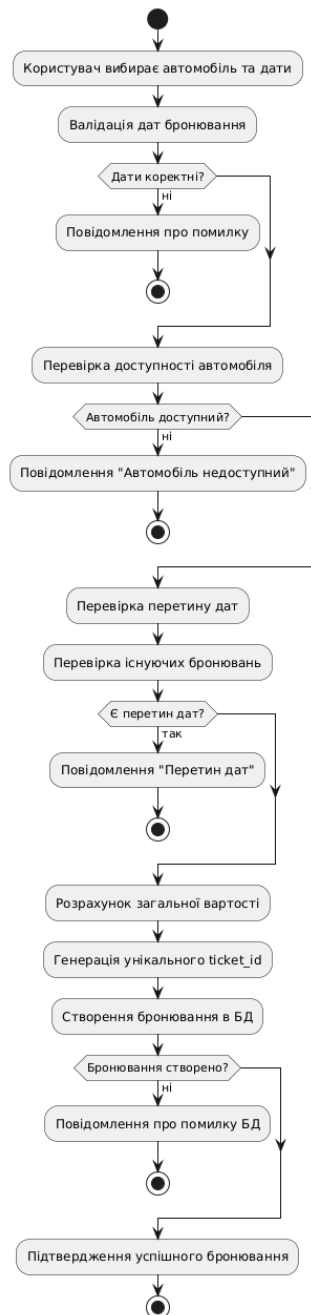 Користувач вибирає автомобіль та дати
Валідація дат бронювання
Дати коректні?
ні
Повідомлення про помилку
Перевірка доступності автомобіля
Автомобіль доступний?
ні
Повідомлення "Автомобіль недоступний"
Перевірка перетину дат
Перевірка існуючих бронювань
Є перетин дат?
так
Повідомлення "Перетин дат"
Розрахунок загальної вартості
Генерація унікального ticket_id
Створення бронювання в БД
Бронювання створено?
ні
Повідомлення про помилку БД
Підтвердження успішного бронювання